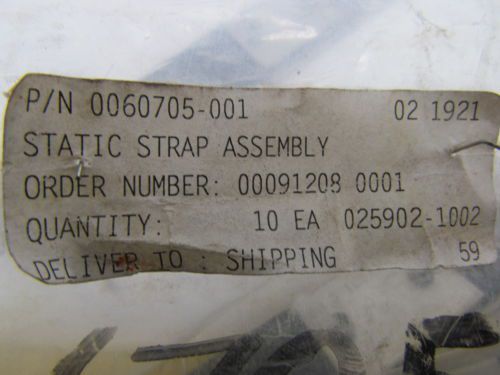 P/N 0060705-001 02 1921
STATIC STRAP ASSEMBLY
ORDER NUMBER: 00091208 0001
QUANTITY: 10 EA 025902-1002
DELIVER TO : SHIPPING 59